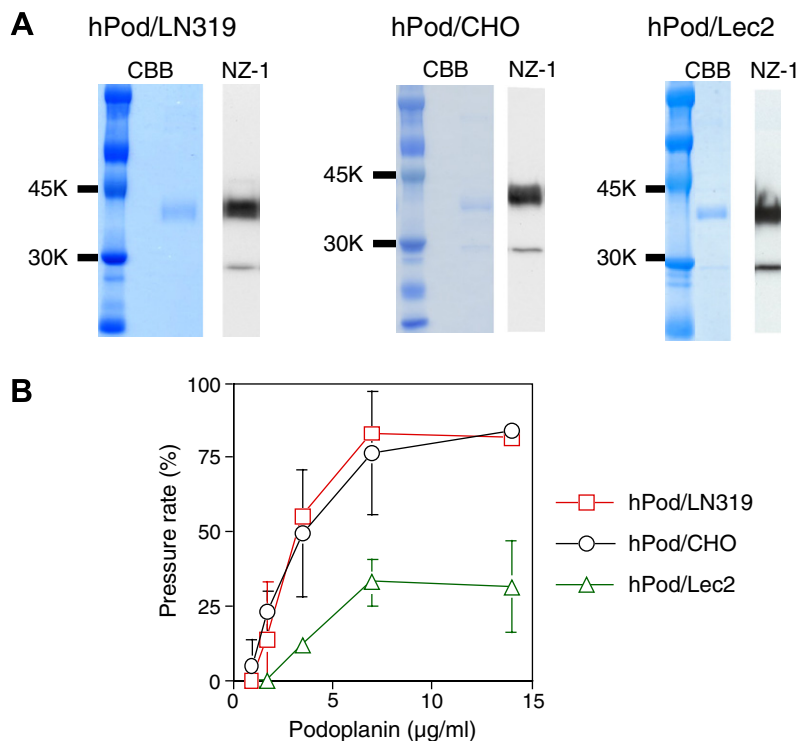 A
hPod/LN319
hPod/CHO
hPod/Lec2
CBB NZ-1
CBB NZ-1
CBB NZ-1
45K
30K
45K
30K
45K
30K
B
100
75
50
25
0
Pressure rate (%)
0 5 10 15
Podoplanin (µg/ml)
hPod/LN319
hPod/CHO
hPod/Lec2